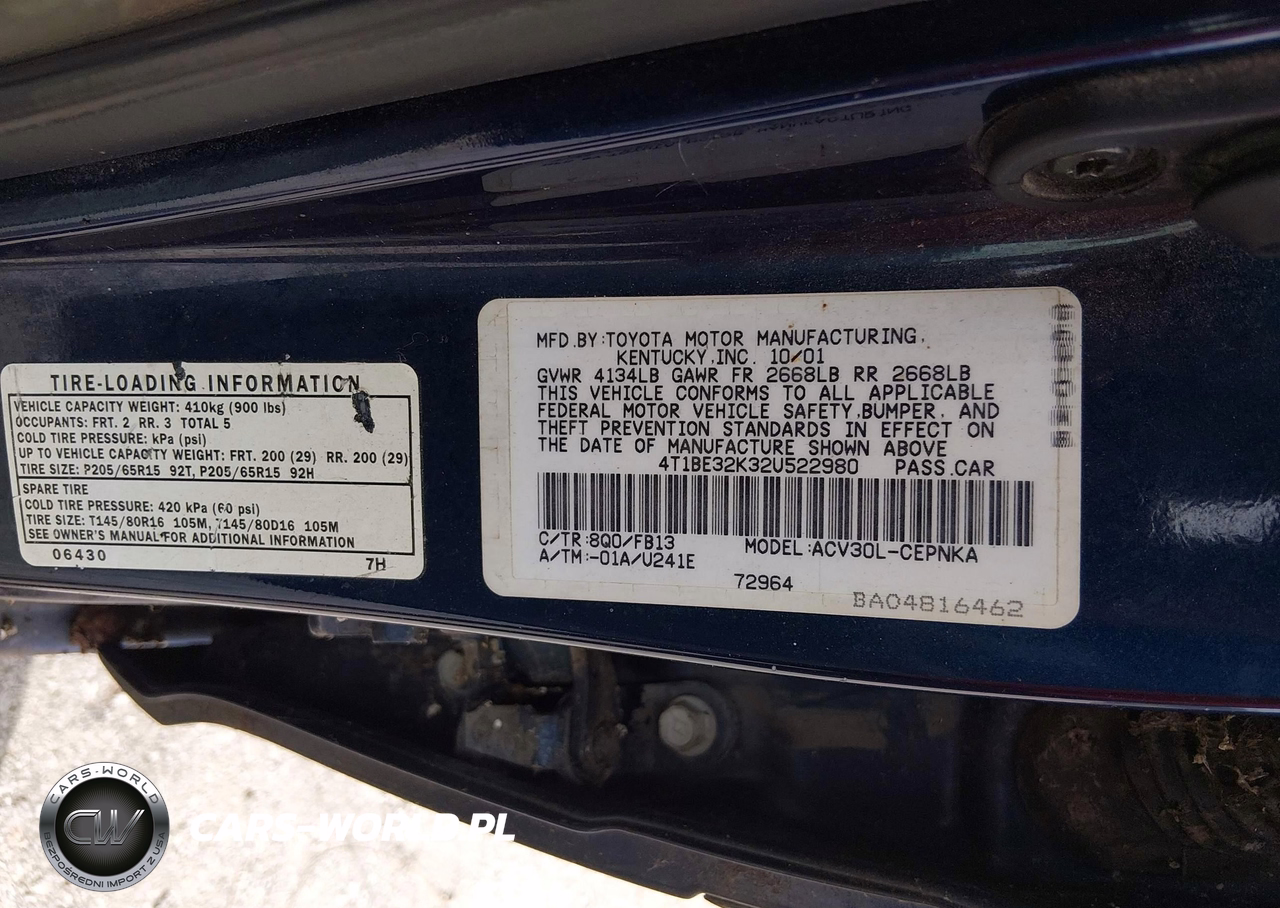 TIRE-LOADING INFORMATION
VEHICLE CAPACITY WEIGHT: 410kg (900 lbs)
OCCUPANTS: FRT. 2 RR. 3 TOTAL 5
COLD TIRE PRESSURE: kPa (psi)
UP TO VEHICLE CAPACITY WEIGHT: FRT. 200 (29) RR. 200 (29)
TIRE SIZE: P205/65R15 92T, P205/65R15 92H
SPARE TIRE
COLD TIRE PRESSURE: 420 kPa (60 psi)
TIRE SIZE: T145/80R16 105M, T145/80D16 105M
SEE OWNER'S MANUAL FOR ADDITIONAL INFORMATION
06430 7H
MFD.BY:TOYOTA MOTOR MANUFACTURING,
KENTUCKY,INC. 10/01
GVWR 4134LB GAWR FR 2668LB RR 2668LB
THIS VEHICLE CONFORMS TO ALL APPLICABLE
FEDERAL MOTOR VEHICLE SAFETY,BUMPER, AND
THEFT PREVENTION STANDARDS IN EFFECT ON
THE DATE OF MANUFACTURE SHOWN ABOVE
4T1BE32K32U522980 PASS.CAR
C/TR:8Q0/FB13 MODEL:ACV30L-CEPNKA
A/TM:-01A/U241E
72964
BA04816462
CARS-WORLD
CW
BEZPOŚREDNI IMPORT Z USA
CARS-WORLD.PL